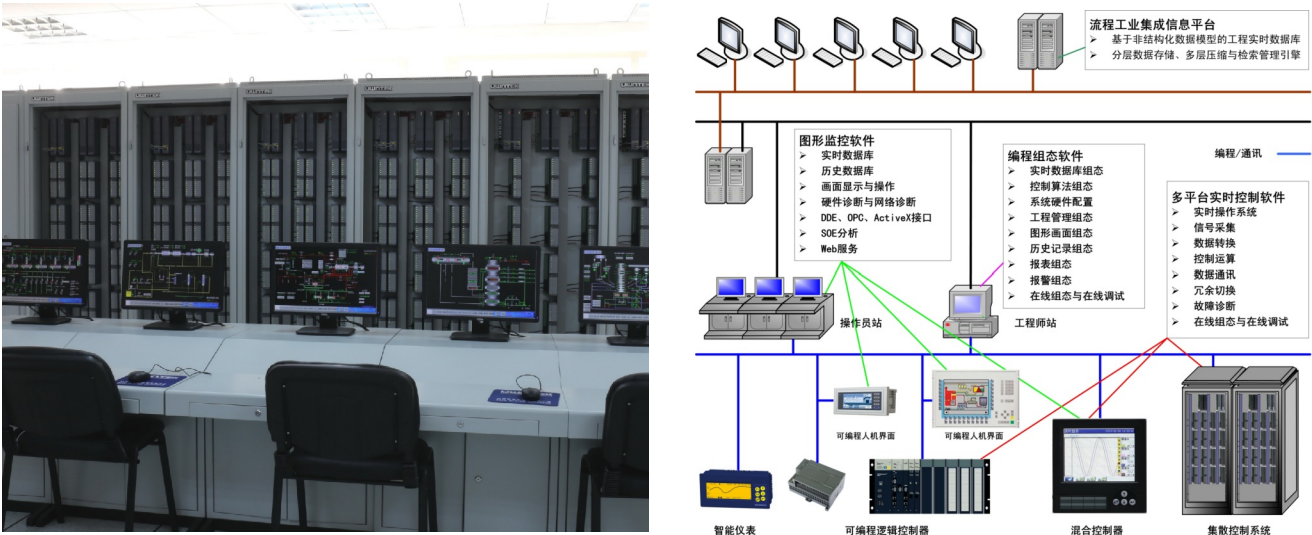 流程工业集成信息平台
➢ 基于非结构化数据模型的工程实时数据库
➢ 分层数据存储、多层压缩与检索管理引擎
图形监控软件
➢ 实时数据库
➢ 历史数据库
➢ 画面显示与操作
➢ 硬件诊断与网络诊断
➢ DDE、OPC、ActiveX接口
➢ SOE分析
➢ Web服务
编程组态软件
➢ 实时数据库组态
➢ 控制算法组态
➢ 系统硬件配置
➢ 工程管理组态
➢ 图形画面组态
➢ 历史记录组态
➢ 报表组态
➢ 报警组态
➢ 在线组态与在线调试
编程/通讯
多平台实时控制软件
➢ 实时操作系统
➢ 信号采集
➢ 数据转换
➢ 控制运算
➢ 数据通讯
➢ 冗余切换
➢ 故障诊断
➢ 在线组态与在线调试
操作员站
工程师站
可编程人机界面
可编程人机界面
智能仪表
可编程逻辑控制器
混合控制器
集散控制系统